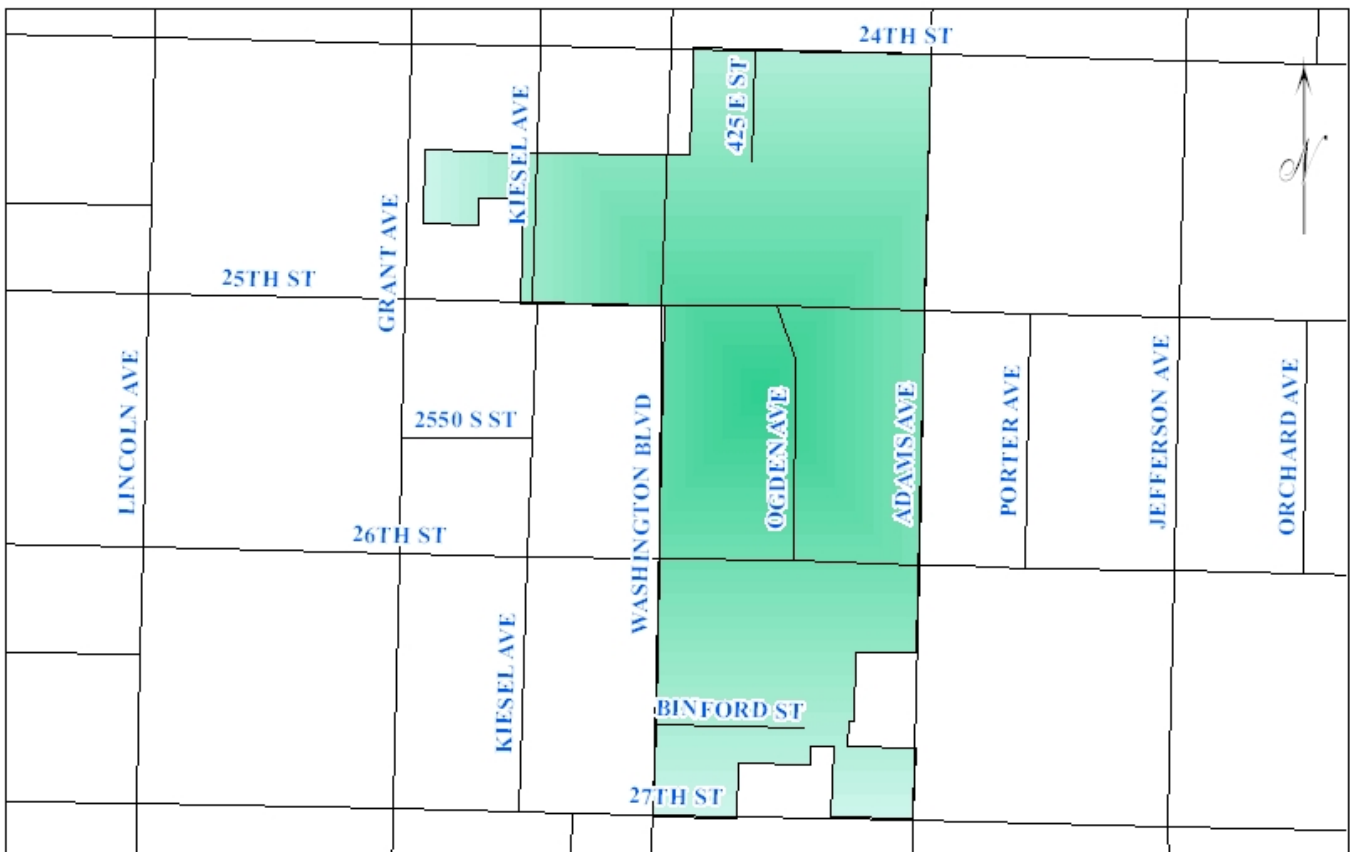 24TH ST
425 E ST
KIESEL AVE
N
GRANT AVE
25TH ST
LINCOLN AVE
2550 S ST
WASHINGTON BLVD
OGDEN AVE
ADAMS AVE
PORTER AVE
JEFFERSON AVE
ORCHARD AVE
26TH ST
KIESEL AVE
BINFORD ST
27TH ST